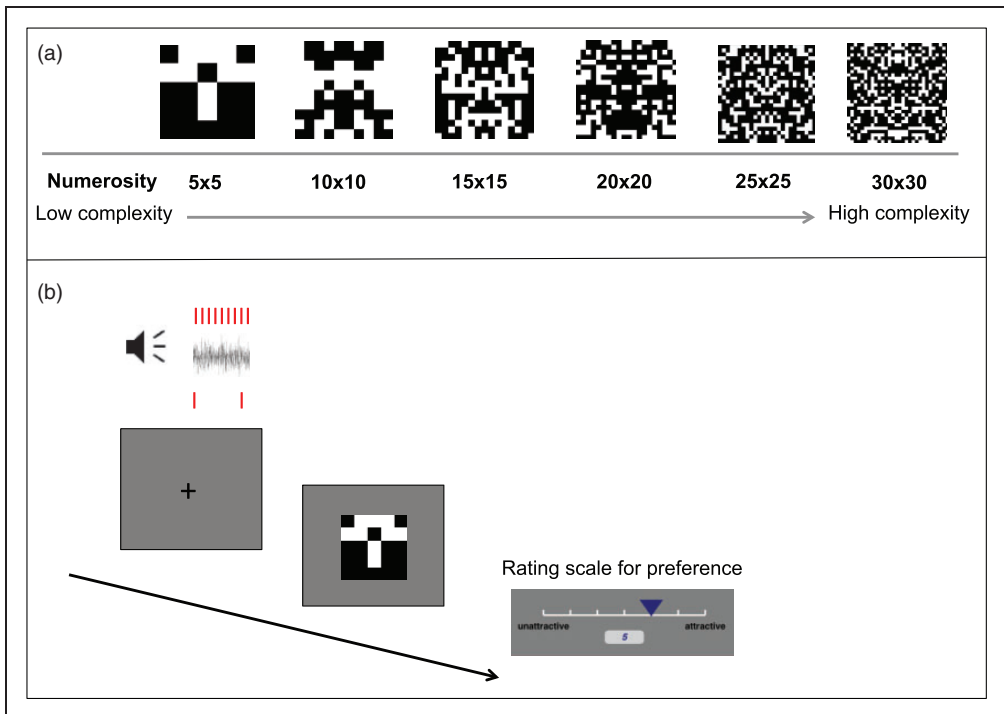 (a)
Numerosity 5x5 10x10 15x15 20x20 25x25 30x30
Low complexity High complexity
(b)
Rating scale for preference
unattractive attractive
5